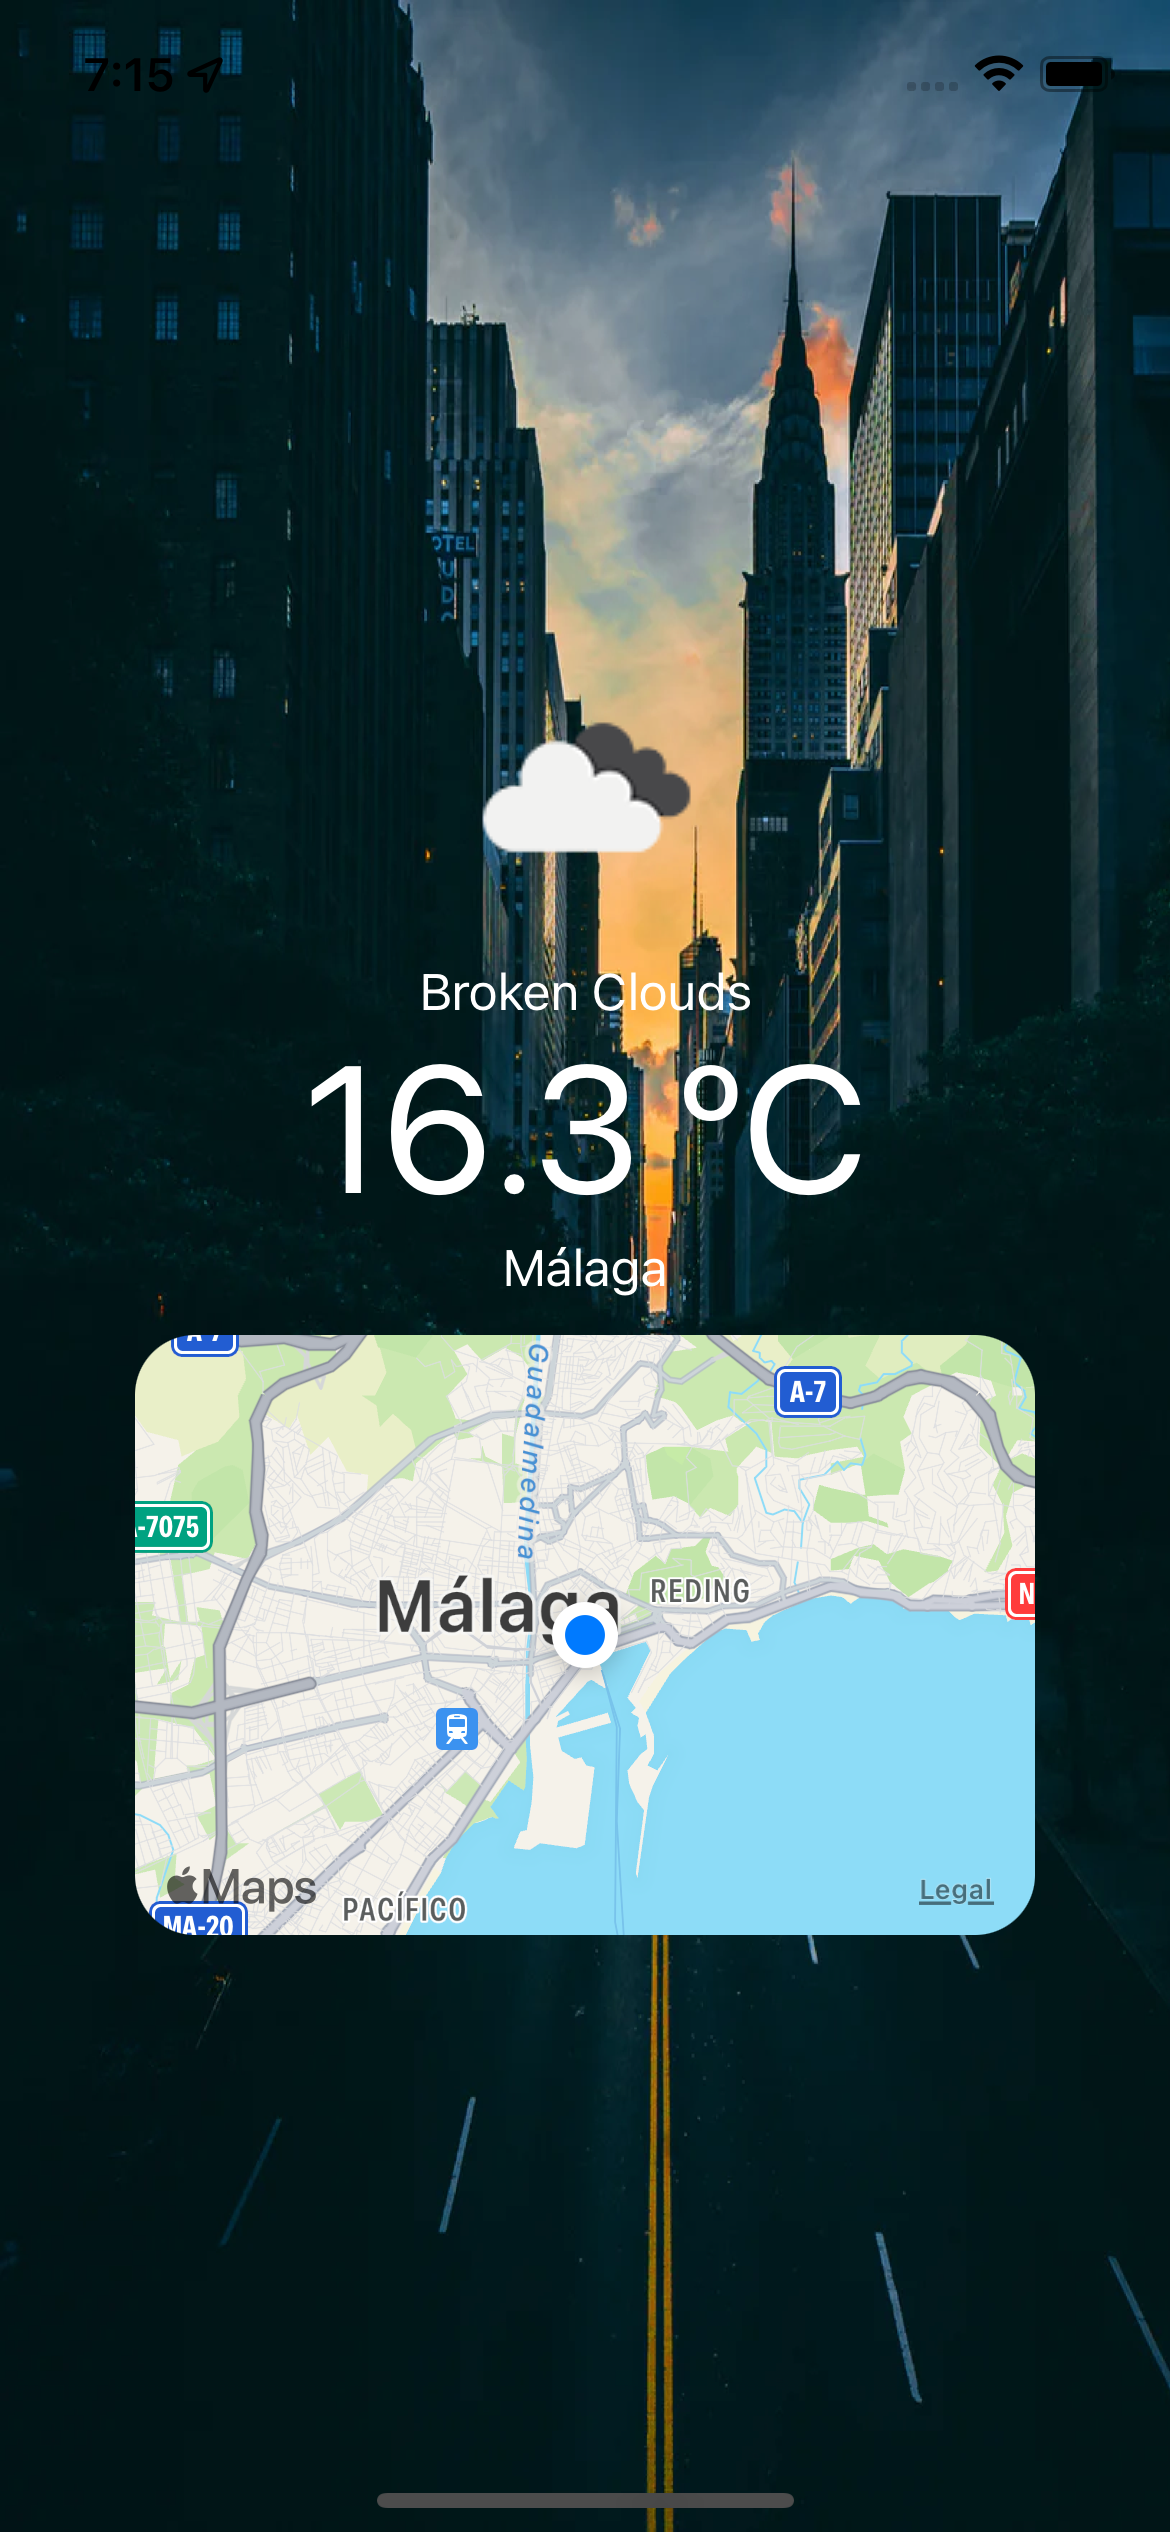 7:15
OTEL
Broken Clouds
16.3 °C
Málaga
A-7
A-7
Guadalmedina
-7075
Málaga
REDING
N
Maps
PACÍFICO
MA-20
Legal